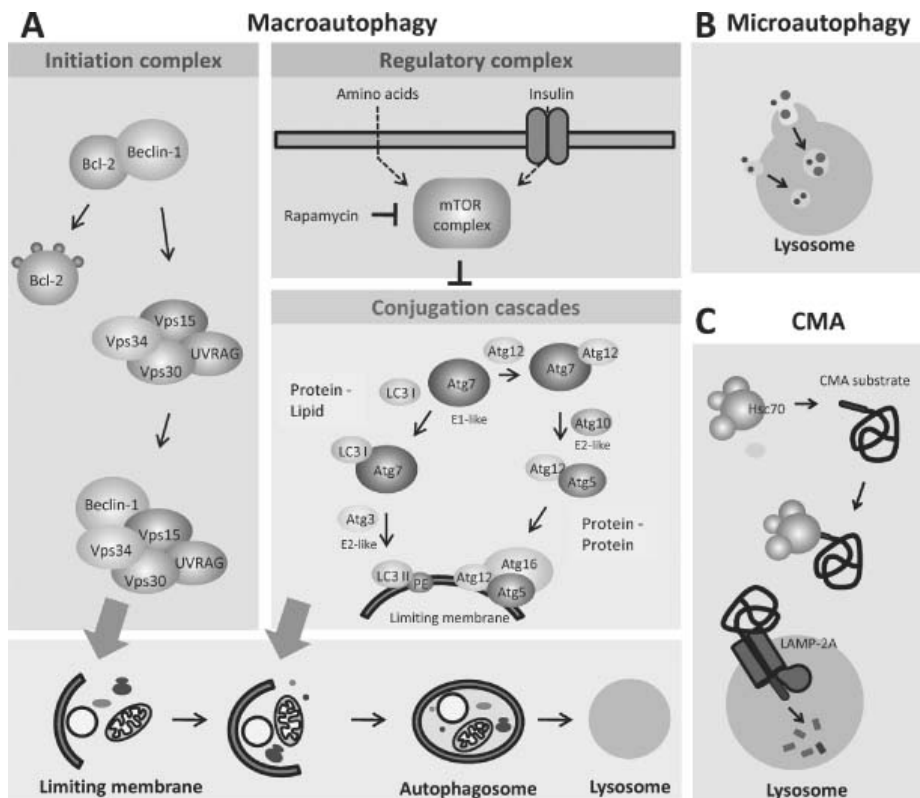 A
Macroautophagy
Initiation complex
Bcl-2
Beclin-1
Bcl-2
Vps15
Vps34
UVRAG
Vps30
Beclin-1
Vps15
Vps34
UVRAG
Vps30
Regulatory complex
Amino acids
Insulin
Rapamycin
mTOR
complex
Conjugation cascades
Protein -
Lipid
LC3 I
Atg7
E1-like
Atg12
Atg7
Atg12
LC3 I
Atg7
Atg10
E2-like
Atg12
Atg5
Atg3
E2-like
Protein -
Protein
LC3 II
PE
Atg12
Atg16
Atg5
Limiting membrane
Limiting membrane
Autophagosome
Lysosome
B
Microautophagy
Lysosome
C
CMA
Hsc70
CMA substrate
LAMP-2A
Lysosome